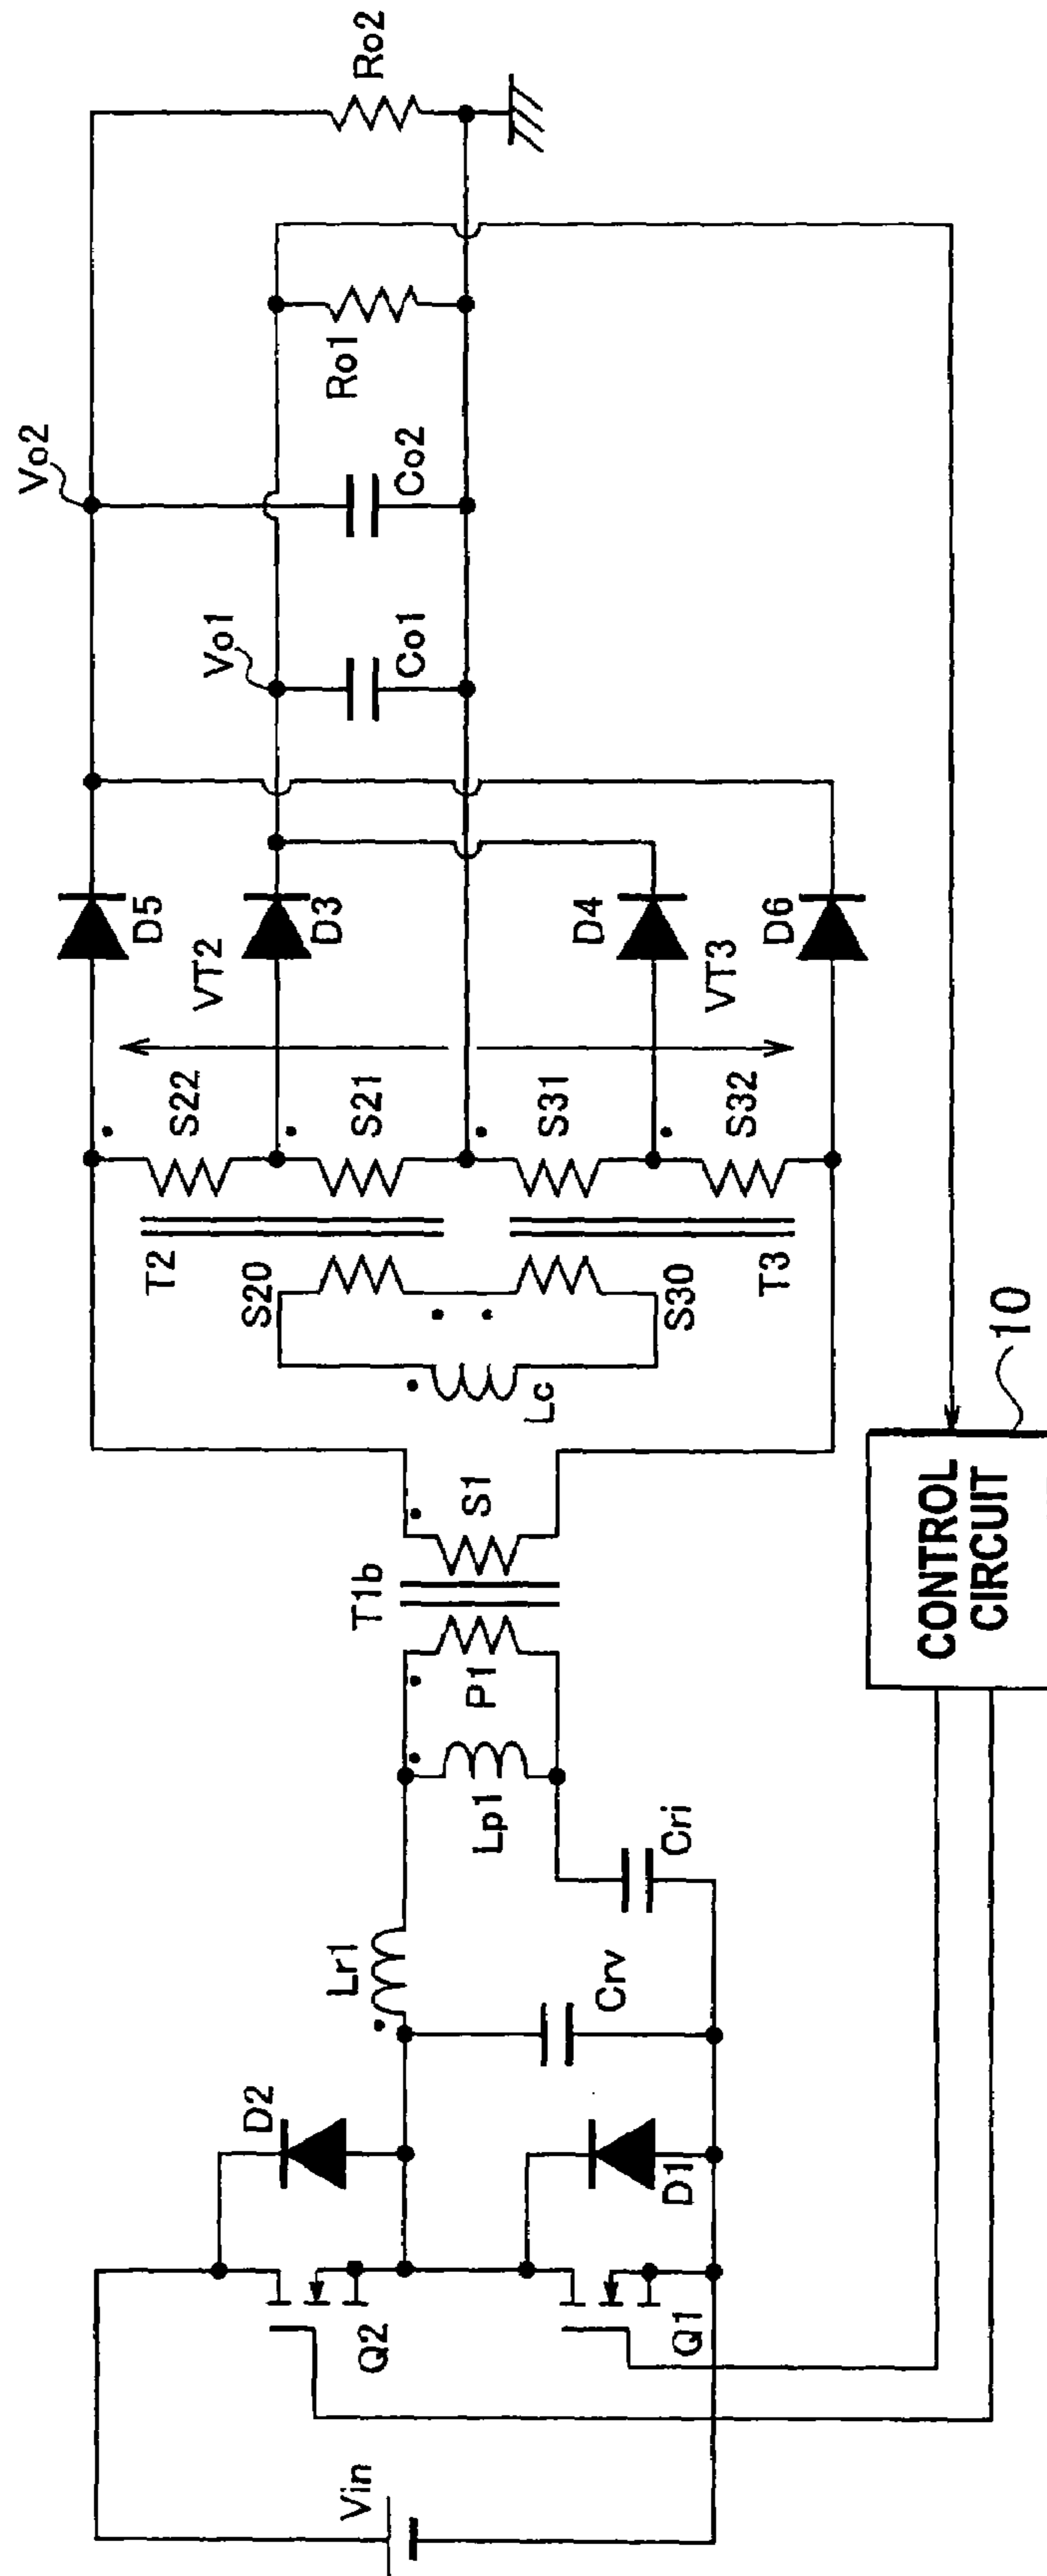 Vin
Q2
Q1
D2
D1
Lr1
Crv
Cri
Lp1
P1
T1b
S1
Lc
S20
S30
T2
T3
S22
S21
S31
S32
VT2
VT3
D5
D3
D4
D6
Vo1
Vo2
Co1
Co2
Ro1
Ro2
CONTROL
CIRCUIT
10